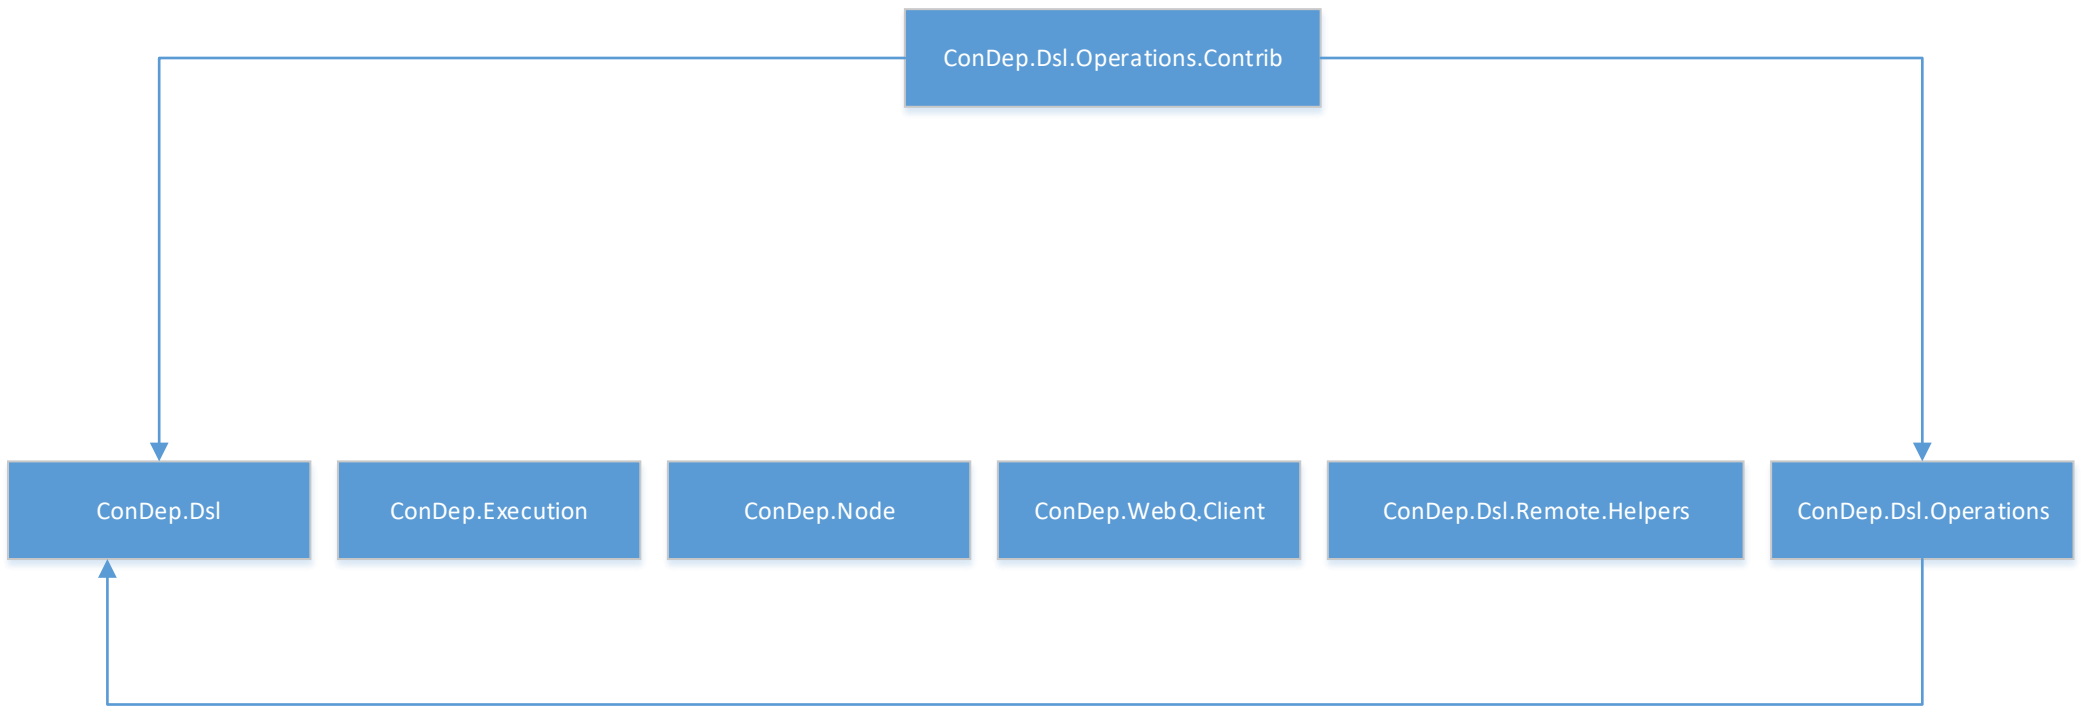 ConDep.Dsl.Operations.Contrib
ConDep.Dsl
ConDep.Execution
ConDep.Node
ConDep.WebQ.Client
ConDep.Dsl.Remote.Helpers
ConDep.Dsl.Operations